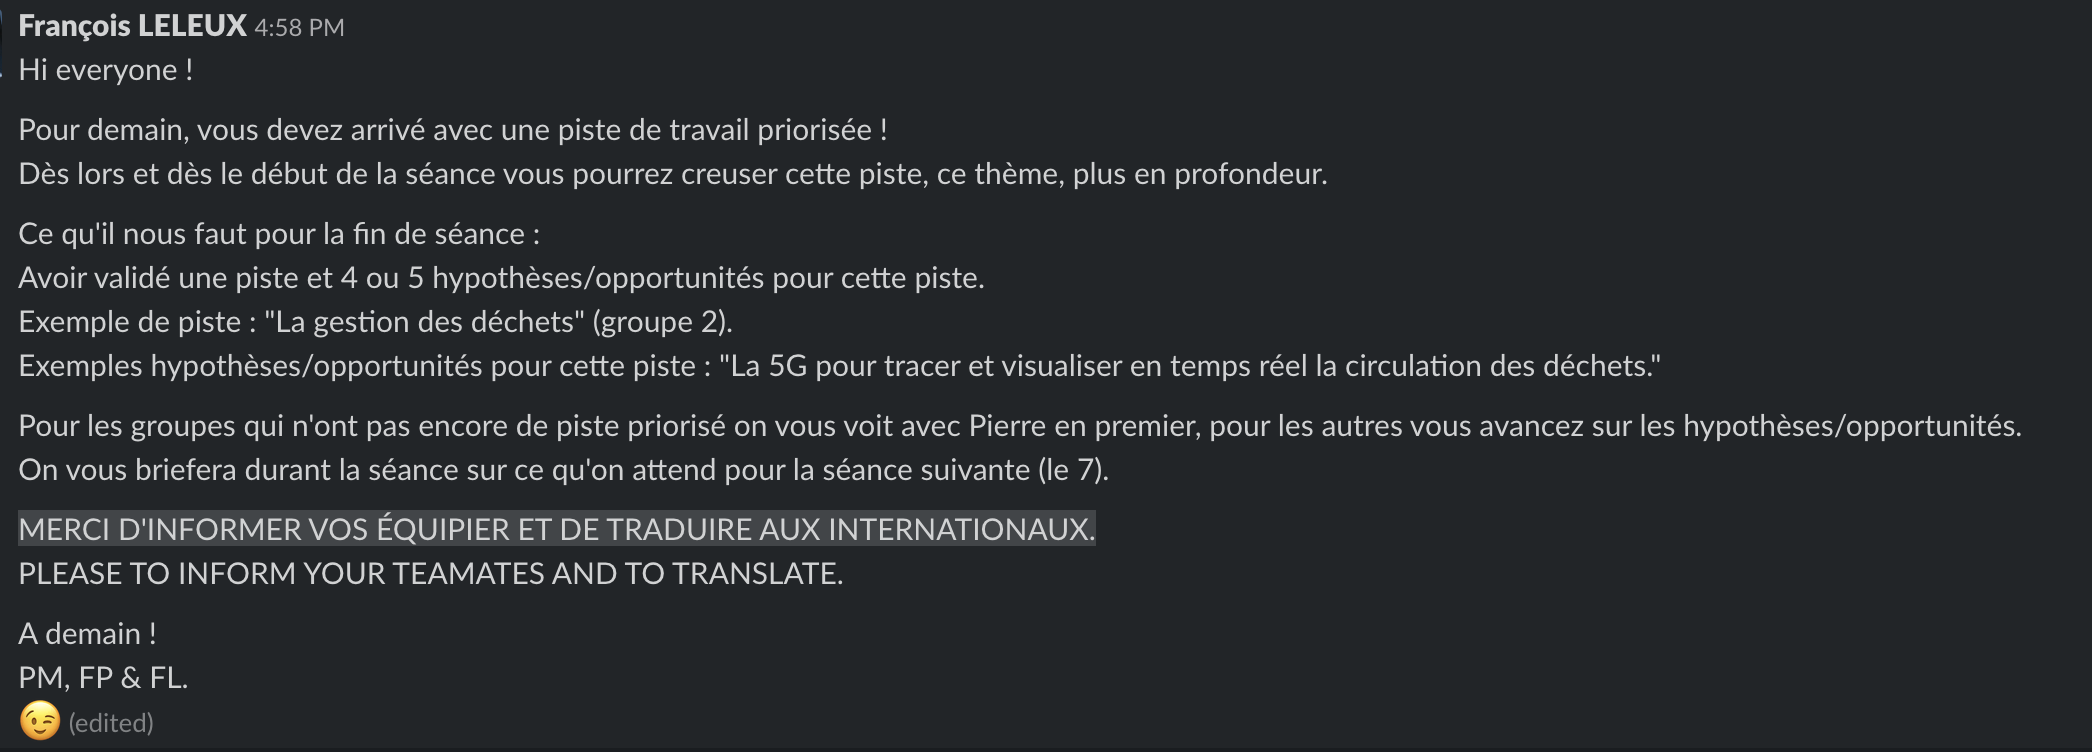 François LELEUX 4:58 PM
Hi everyone !
Pour demain, vous devez arrivé avec une piste de travail priorisée !
Dès lors et dès le début de la séance vous pourrez creuser cette piste, ce thème, plus en profondeur.
Ce qu'il nous faut pour la fin de séance :
Avoir validé une piste et 4 ou 5 hypothèses/opportunités pour cette piste.
Exemple de piste : "La gestion des déchets" (groupe 2).
Exemples hypothèses/opportunités pour cette piste : "La 5G pour tracer et visualiser en temps réel la circulation des déchets."
Pour les groupes qui n'ont pas encore de piste priorisé on vous voit avec Pierre en premier, pour les autres vous avancez sur les hypothèses/opportunités.
On vous briefera durant la séance sur ce qu'on attend pour la séance suivante (le 7).
MERCI D'INFORMER VOS ÉQUIPIER ET DE TRADUIRE AUX INTERNATIONAUX.
PLEASE TO INFORM YOUR TEAMATES AND TO TRANSLATE.
A demain !
PM, FP & FL.
(edited)